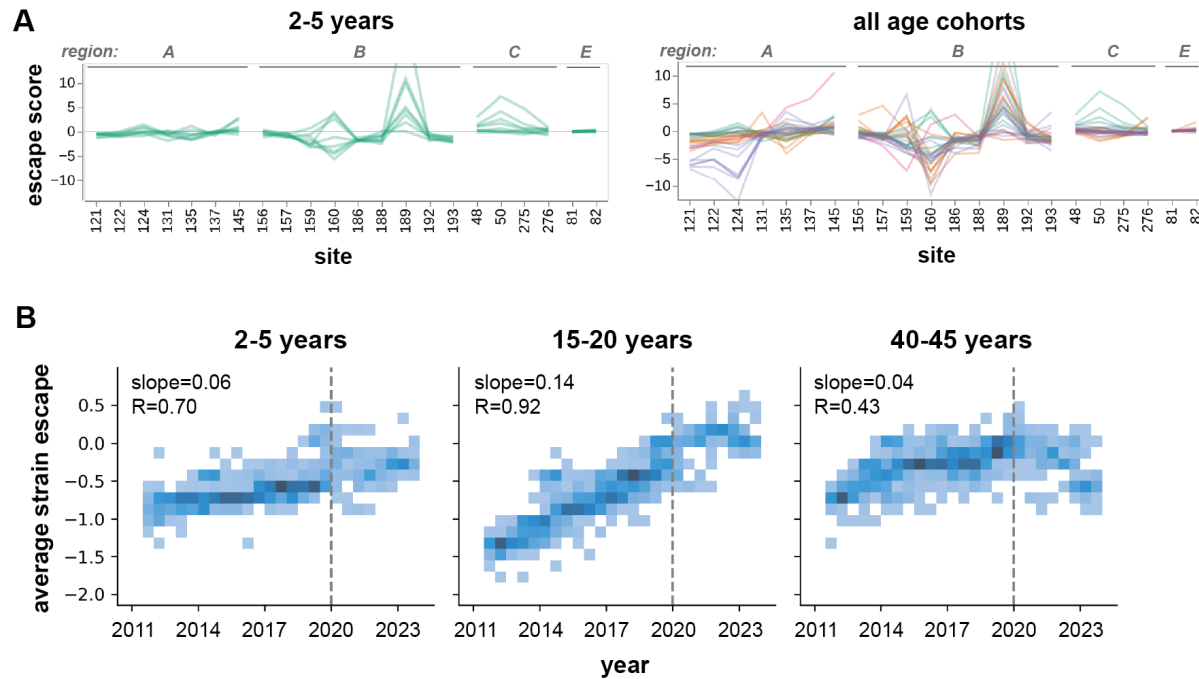 A
2-5 years
region: A B C E
escape score
10
5
0
−5
−10
121 122 124 131 135 137 145 156 157 159 160 186 188 189 192 193 48 50 275 276 81 82
site
all age cohorts
region: A B C E
10
5
0
−5
−10
121 122 124 131 135 137 145 156 157 159 160 186 188 189 192 193 48 50 275 276 81 82
site
B
average strain escape
2-5 years
slope=0.06
R=0.70
0.5
0.0
−0.5
−1.0
−1.5
−2.0
2011 2014 2017 2020 2023
15-20 years
slope=0.14
R=0.92
2011 2014 2017 2020 2023
40-45 years
slope=0.04
R=0.43
2011 2014 2017 2020 2023
year